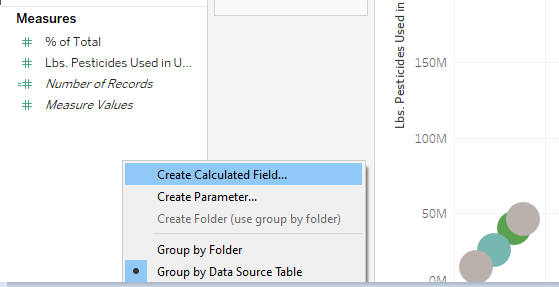 Measures
% of Total
Lbs. Pesticides Used in U...
Number of Records
Measure Values
Create Calculated Field...
Create Parameter...
Create Folder (use group by folder)
Group by Folder
Group by Data Source Table
Lbs. Pesticides Used in
150M
100M
50M
0M